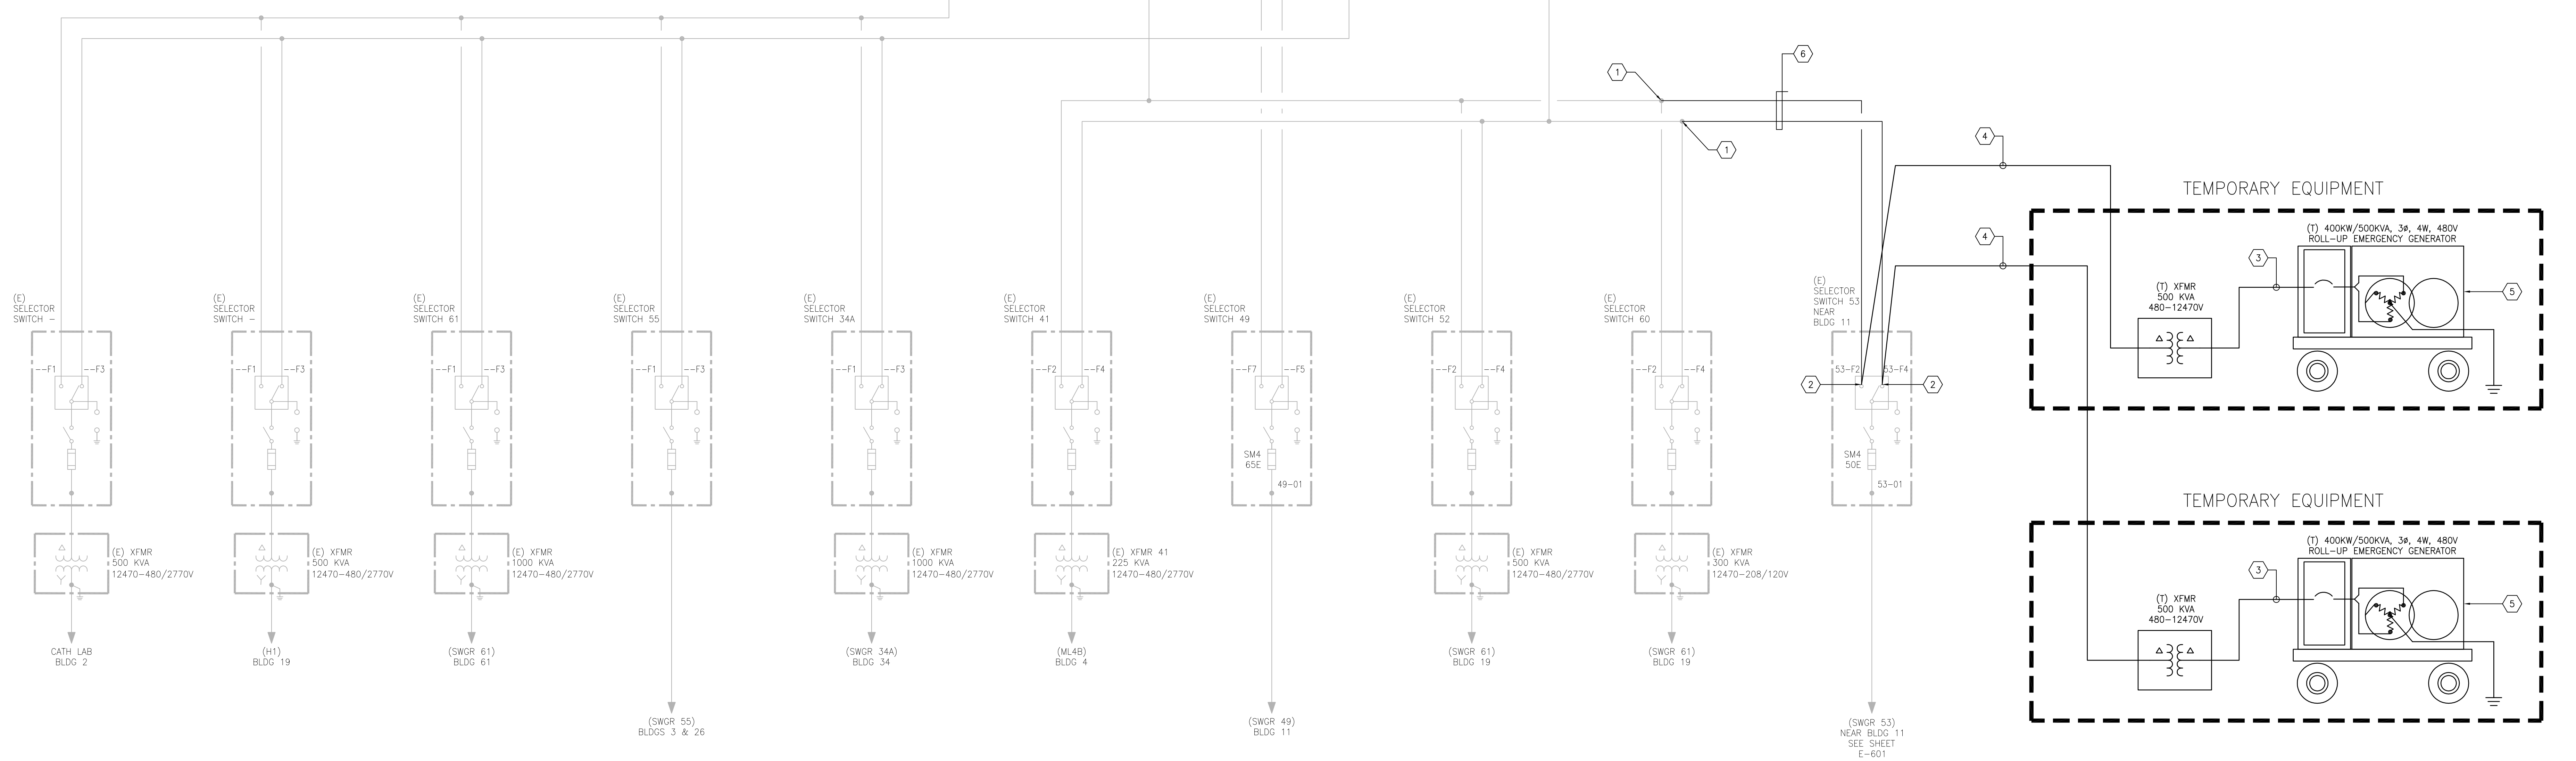 6
1
1
4
4
TEMPORARY EQUIPMENT
(T) 400KW/500KVA, 3ø, 4W, 480V
ROLL-UP EMERGENCY GENERATOR
3
(T) XFMR
500 KVA
480-12470V
5
(E)
SELECTOR
SWITCH -
(E)
SELECTOR
SWITCH -
(E)
SELECTOR
SWITCH 61
(E)
SELECTOR
SWITCH 55
(E)
SELECTOR
SWITCH 34A
(E)
SELECTOR
SWITCH 41
(E)
SELECTOR
SWITCH 49
(E)
SELECTOR
SWITCH 52
(E)
SELECTOR
SWITCH 60
(E)
SELECTOR
SWITCH 53
NEAR
BLDG 11
--F1
--F3
--F1
--F3
--F1
--F3
--F1
--F3
--F1
--F3
--F2
--F4
--F7
--F5
--F2
--F4
--F2
--F4
53-F2
53-F4
2
2
SM4
65E
49-01
SM4
50E
53-01
(E) XFMR
500 KVA
12470-480/2770V
(E) XFMR
500 KVA
12470-480/2770V
(E) XFMR
1000 KVA
12470-480/2770V
(E) XFMR
1000 KVA
12470-480/2770V
(E) XFMR 41
225 KVA
12470-480/2770V
(E) XFMR
500 KVA
12470-480/2770V
(E) XFMR
300 KVA
12470-208/120V
CATH LAB
BLDG 2
(H1)
BLDG 19
(SWGR 61)
BLDG 61
(SWGR 55)
BLDGS 3 & 26
(SWGR 34A)
BLDG 34
(ML4B)
BLDG 4
(SWGR 49)
BLDG 11
(SWGR 61)
BLDG 19
(SWGR 61)
BLDG 19
(SWGR 53)
NEAR BLDG 11
SEE SHEET
E-601
TEMPORARY EQUIPMENT
(T) 400KW/500KVA, 3ø, 4W, 480V
ROLL-UP EMERGENCY GENERATOR
3
(T) XFMR
500 KVA
480-12470V
5